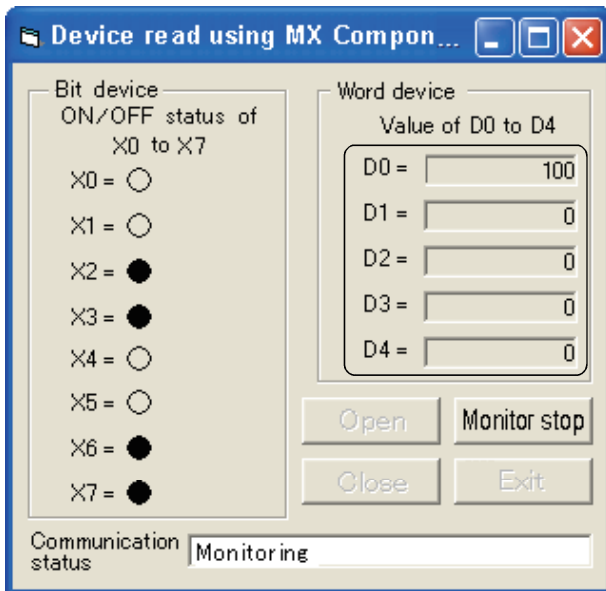 Device read using MX Compon...
Bit device
ON/OFF status of
X0 to X7
X0 = ○
X1 = ○
X2 = ●
X3 = ●
X4 = ○
X5 = ○
X6 = ●
X7 = ●
Word device
Value of D0 to D4
D0 = 100
D1 = 0
D2 = 0
D3 = 0
D4 = 0
Open Monitor stop
Close Exit
Communication
status
Monitoring